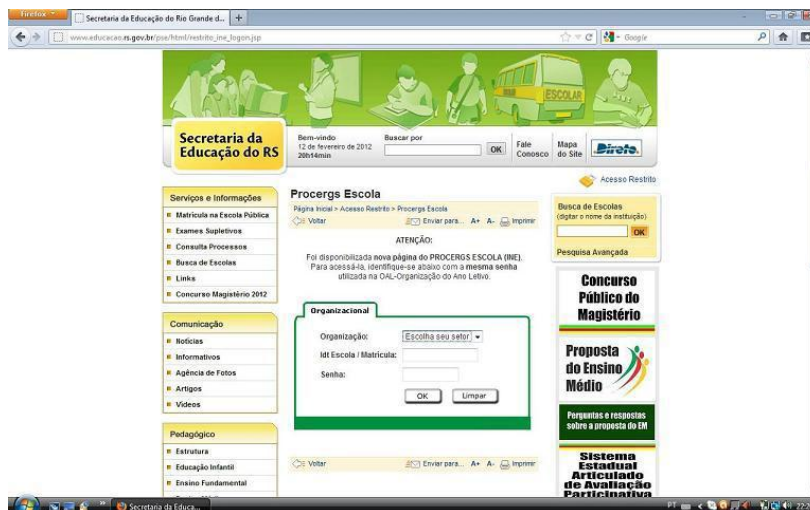 Firefox
Secretaria da Educação do Rio Grande d...
www.educacao.rs.gov.br/pse/html/restrito_ine_login.jsp
Google
ESCOLAR
Secretaria da
Educação do RS
Bem-vindo
12 de fevereiro de 2012
20h14min
Buscar por
OK
Fale
Conosco
Mapa
do Site
Direto.
Acesso Restrito
Serviços e Informações
Matrícula na Escola Pública
Exames Supletivos
Consulta Processos
Busca de Escolas
Links
Concurso Magistério 2012
Comunicação
Notícias
Informativos
Agência de Fotos
Artigos
Vídeos
Pedagógico
Estrutura
Educação Infantil
Ensino Fundamental
Procergs Escola
Página Inicial > Acesso Restrito > Procergs Escola
Voltar
Enviar para... A+ A- Imprimir
ATENÇÃO:
Foi disponibilizada nova página do PROCERGS ESCOLA (INE).
Para acessá-la, identifique-se abaixo com a mesma senha
utilizada na OAL-Organização do Ano Letivo.
Organizacional
Organização: Escolha seu setor
Idt Escola / Matrícula:
Senha:
OK Limpar
Voltar
Enviar para... A+ A- Imprimir
Busca de Escolas
(digitar o nome da instituição)
OK
Pesquisa Avançada
Concurso
Público do
Magistério
Proposta
do Ensino
Médio
Perguntas e respostas
sobre a proposta do EM
Sistema
Estadual
Articulado
de Avaliação
Participativa
Secretaria da Educa...
PT